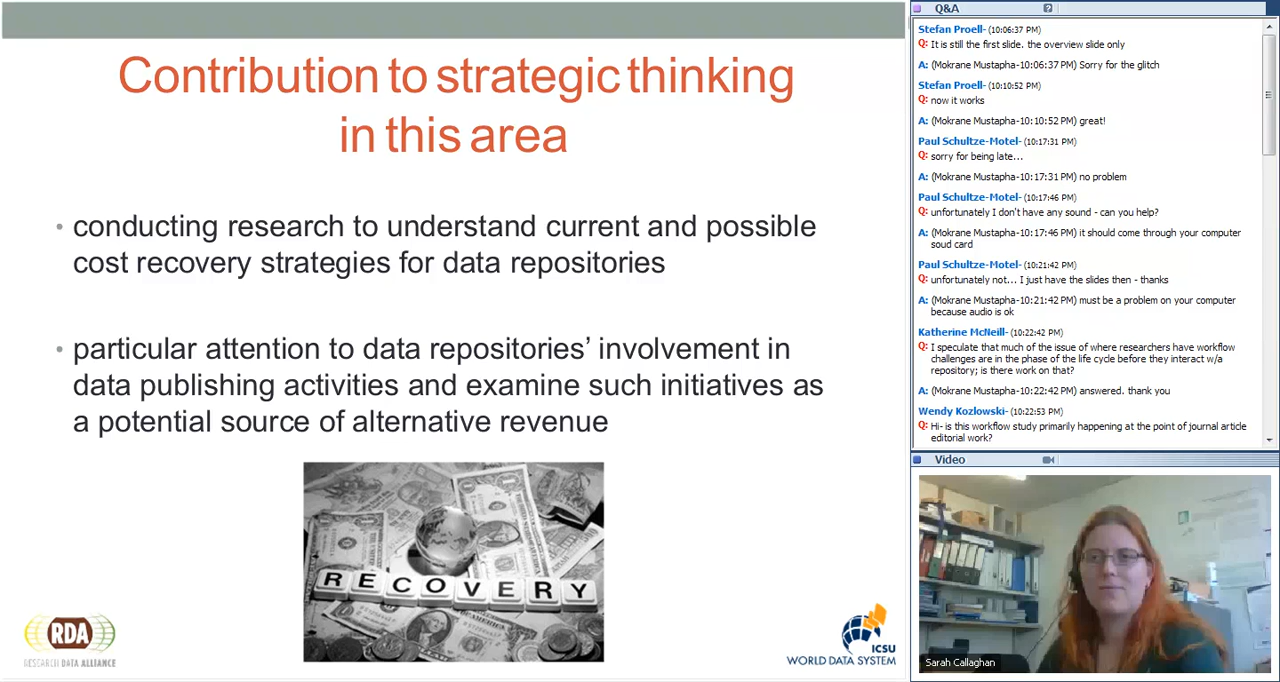 Contribution to strategic thinking
in this area
• conducting research to understand current and possible
cost recovery strategies for data repositories
• particular attention to data repositories’ involvement in
data publishing activities and examine such initiatives as
a potential source of alternative revenue
RECOVERY
RDA
RESEARCH DATA ALLIANCE
ICSU
WORLD DATA SYSTEM
Q&A
Stefan Proell- (10:06:37 PM)
Q: It is still the first slide. the overview slide only
A: (Mokrane Mustapha-10:06:37 PM) Sorry for the glitch
Stefan Proell- (10:10:52 PM)
Q: now it works
A: (Mokrane Mustapha-10:10:52 PM) great!
Paul Schultze-Motel- (10:17:31 PM)
Q: sorry for being late...
A: (Mokrane Mustapha-10:17:31 PM) no problem
Paul Schultze-Motel- (10:17:46 PM)
Q: unfortunately I don't have any sound - can you help?
A: (Mokrane Mustapha-10:17:46 PM) it should come through your computer
soud card
Paul Schultze-Motel- (10:21:42 PM)
Q: unfortunately not... I just have the slides then - thanks
A: (Mokrane Mustapha-10:21:42 PM) must be a problem on your computer
because audio is ok
Katherine McNeill- (10:22:42 PM)
Q: I speculate that much of the issue of where researchers have workflow
challenges are in the phase of the life cycle before they interact w/a
repository; is there work on that?
A: (Mokrane Mustapha-10:22:42 PM) answered. thank you
Wendy Kozlowski- (10:22:53 PM)
Q: Hi- is this workflow study primarily happening at the point of journal article
editorial work?
Video
Sarah Callaghan